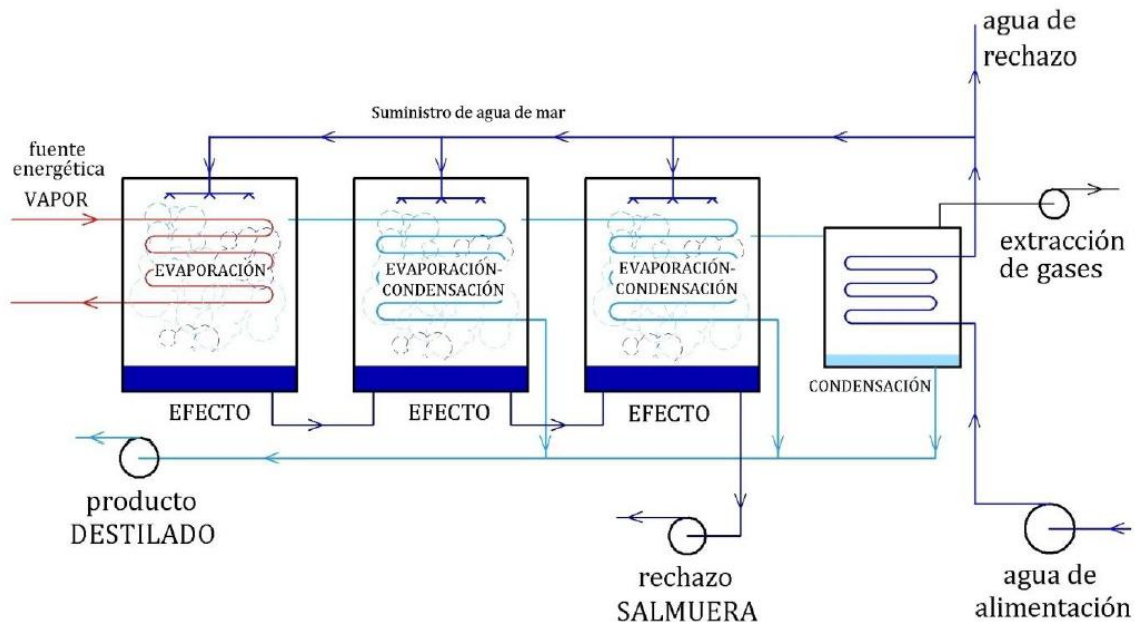 agua de
rechazo
Suministro de agua de mar
fuente
energética
VAPOR
EVAPORACIÓN
EVAPORACIÓN-
CONDENSACIÓN
EVAPORACIÓN-
CONDENSACIÓN
extracción
de gases
CONDENSACIÓN
EFECTO
EFECTO
EFECTO
producto
DESTILADO
rechazo
SALMUERA
agua de
alimentación